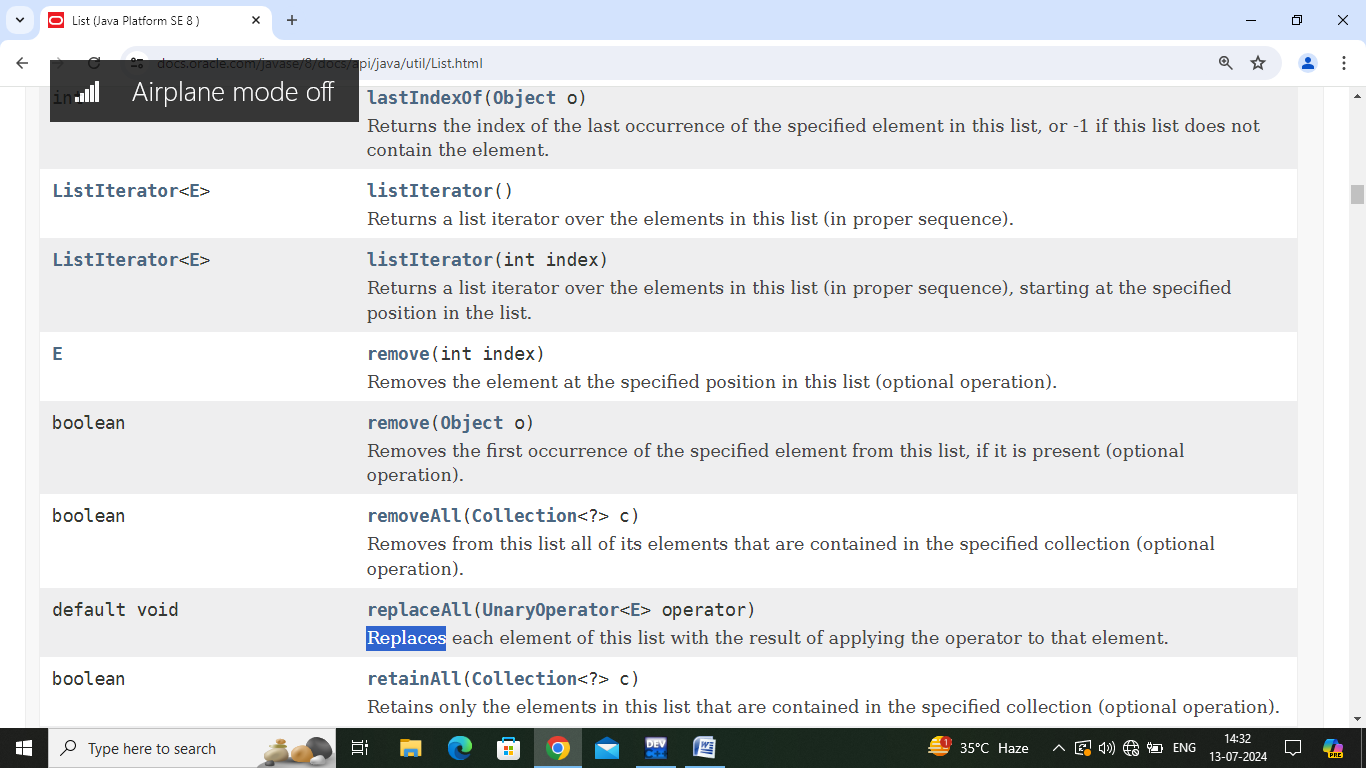 List (Java Platform SE 8 )
docs.oracle.com/javase/8/docs/api/java/util/List.html
Airplane mode off
int lastIndexOf(Object o)
Returns the index of the last occurrence of the specified element in this list, or -1 if this list does not
contain the element.
ListIterator<E> listIterator()
Returns a list iterator over the elements in this list (in proper sequence).
ListIterator<E> listIterator(int index)
Returns a list iterator over the elements in this list (in proper sequence), starting at the specified
position in the list.
E remove(int index)
Removes the element at the specified position in this list (optional operation).
boolean remove(Object o)
Removes the first occurrence of the specified element from this list, if it is present (optional
operation).
boolean removeAll(Collection<?> c)
Removes from this list all of its elements that are contained in the specified collection (optional
operation).
default void replaceAll(UnaryOperator<E> operator)
Replaces each element of this list with the result of applying the operator to that element.
boolean retainAll(Collection<?> c)
Retains only the elements in this list that are contained in the specified collection (optional operation).
Type here to search
DEV
W
1
35°C Haze
ENG
14:32
13-07-2024
PRE